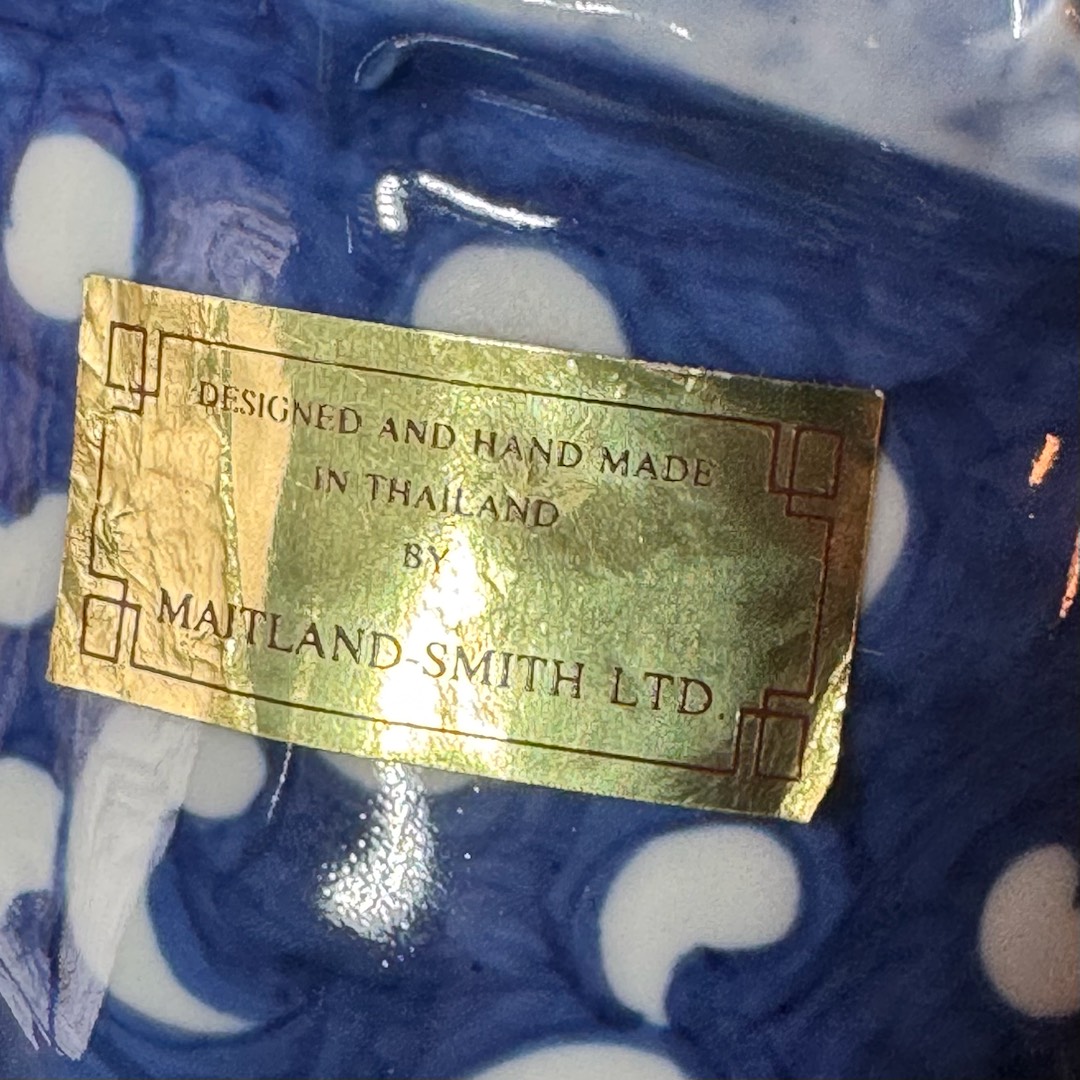 DESIGNED AND HAND MADE
IN THAILAND
BY
MAITLAND-SMITH LTD.